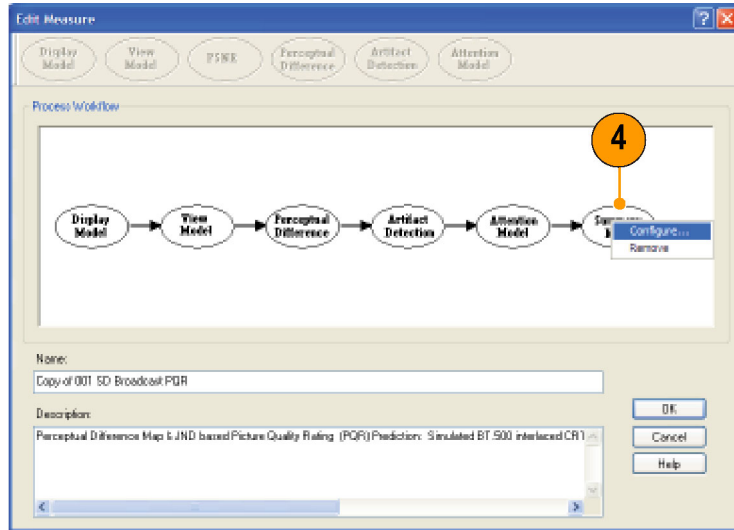 Edit Measure
Display Model
View Model
PSNR
Perceptual Difference
Artifact Detection
Attention Model
Process Workflow
4
Display Model
View Model
Perceptual Difference
Artifact Detection
Attention Model
Configure...
Remove
Name:
Copy of 001 SD Broadcast PQR
Description:
Perceptual Difference Map & JND based Picture Quality Rating (PQR) Prediction: Simulated BT.500 interlaced CRT
OK
Cancel
Help